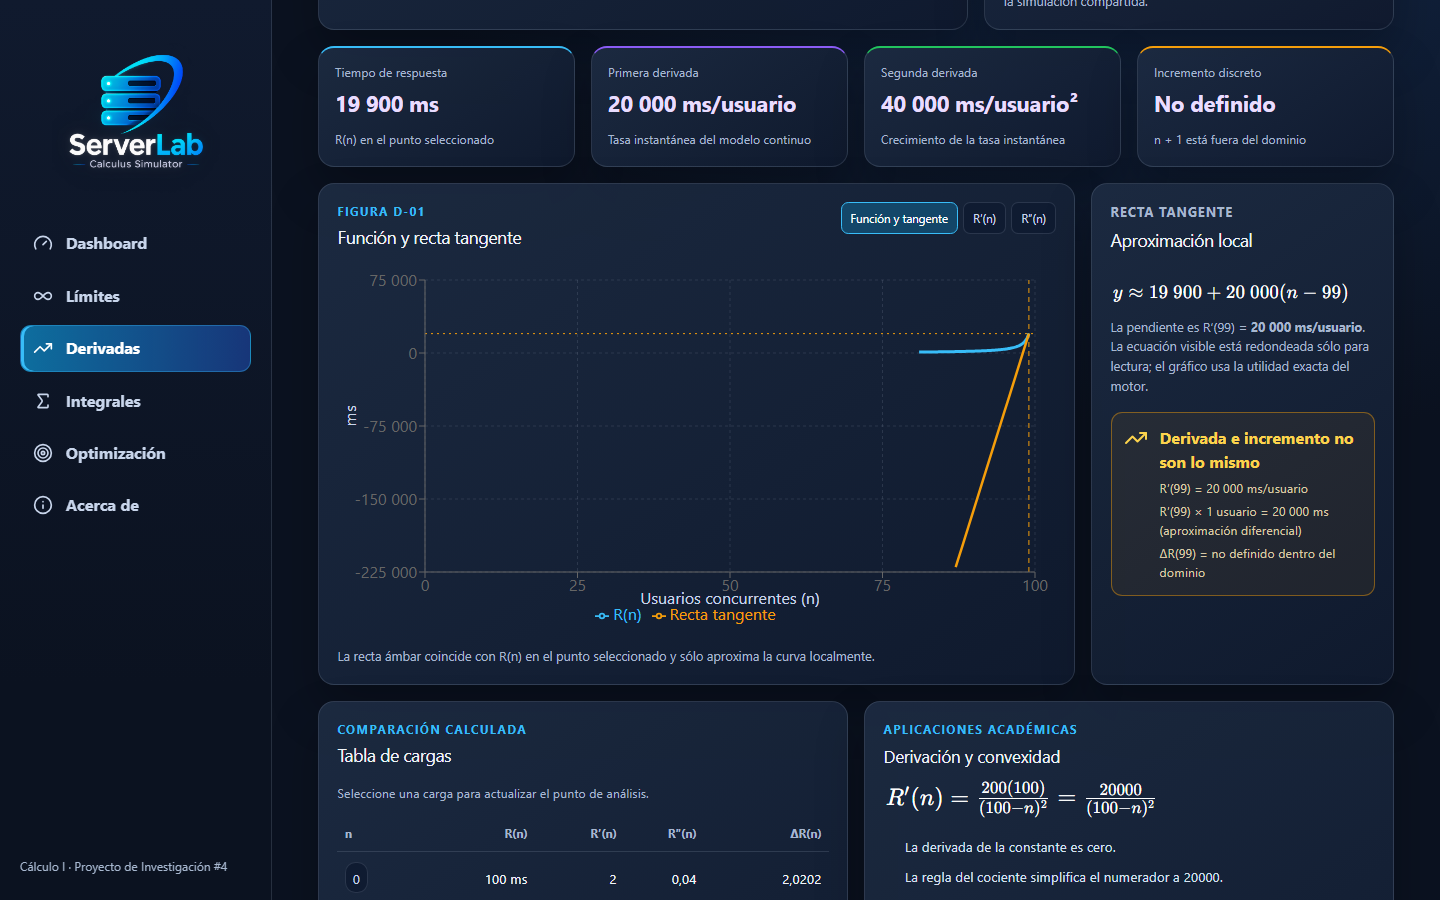 ServerLab
Calculus Simulator
Dashboard
Límites
Derivadas
Integrales
Optimización
Acerca de
Cálculo I · Proyecto de Investigación #4
la simulación compartida.
Tiempo de respuesta
19 900 ms
R(n) en el punto seleccionado
Primera derivada
20 000 ms/usuario
Tasa instantánea del modelo continuo
Segunda derivada
40 000 ms/usuario²
Crecimiento de la tasa instantánea
Incremento discreto
No definido
n + 1 está fuera del dominio
FIGURA D-01
Función y recta tangente
Función y tangente
R′(n)
R″(n)
75 000
0
-75 000
-150 000
-225 000
ms
0 25 50 75 100
Usuarios concurrentes (n)
R(n) Recta tangente
La recta ámbar coincide con R(n) en el punto seleccionado y sólo aproxima la curva localmente.
RECTA TANGENTE
Aproximación local
y ≈ 19 900 + 20 000(n − 99)
La pendiente es R′(99) = 20 000 ms/usuario.
La ecuación visible está redondeada sólo para
lectura; el gráfico usa la utilidad exacta del
motor.
Derivada e incremento no
son lo mismo
R′(99) = 20 000 ms/usuario
R′(99) × 1 usuario = 20 000 ms
(aproximación diferencial)
ΔR(99) = no definido dentro del
dominio
COMPARACIÓN CALCULADA
Tabla de cargas
Seleccione una carga para actualizar el punto de análisis.
n R(n) R′(n) R″(n) ΔR(n)
0 100 ms 2 0,04 2,0202
APLICACIONES ACADÉMICAS
Derivación y convexidad
R′(n) = 200(100)/(100−n)² = 20000/(100−n)²
La derivada de la constante es cero.
La regla del cociente simplifica el numerador a 20000.